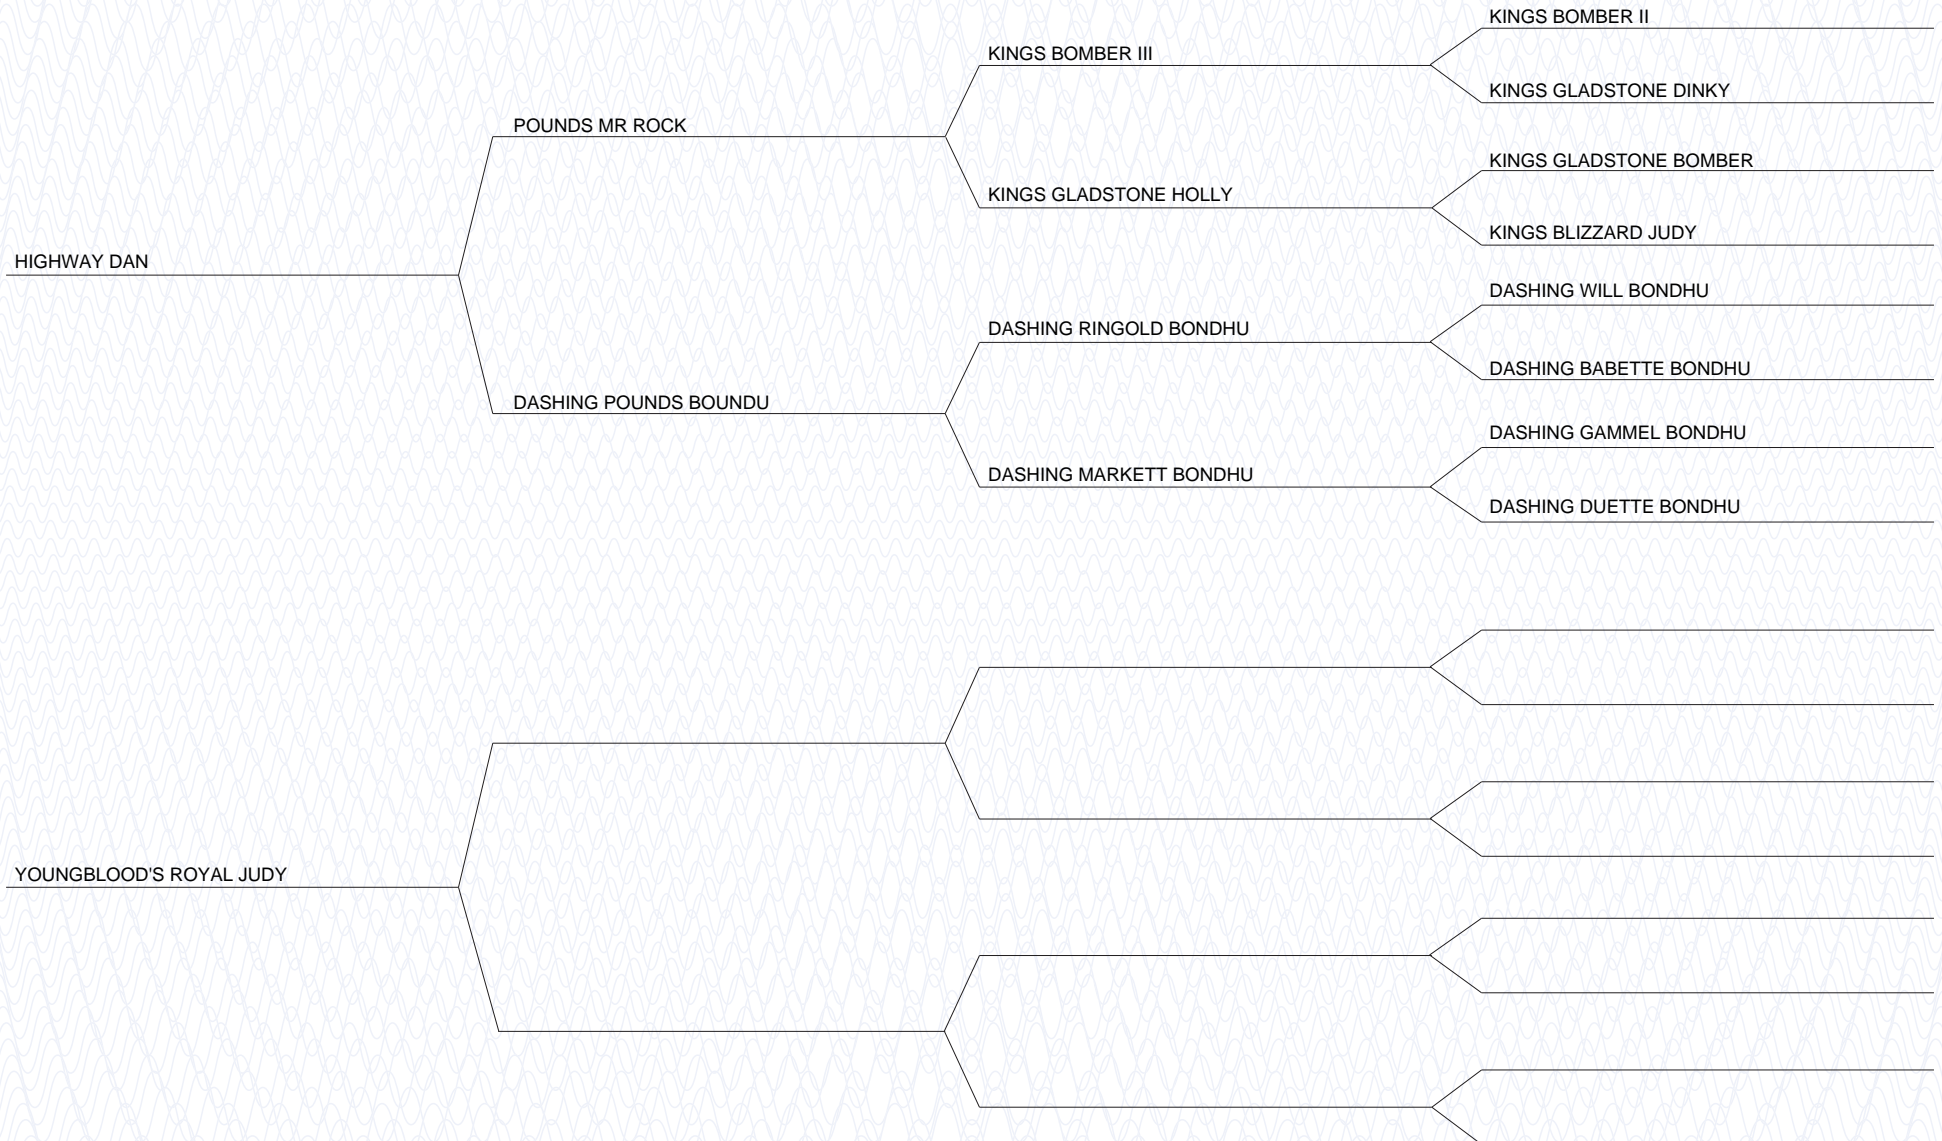 KINGS BOMBER II
KINGS BOMBER III
KINGS GLADSTONE DINKY
POUNDS MR ROCK
KINGS GLADSTONE BOMBER
KINGS GLADSTONE HOLLY
KINGS BLIZZARD JUDY
HIGHWAY DAN
DASHING WILL BONDHU
DASHING RINGOLD BONDHU
DASHING BABETTE BONDHU
DASHING POUNDS BOUNDU
DASHING GAMMEL BONDHU
DASHING MARKETT BONDHU
DASHING DUETTE BONDHU
YOUNGBLOOD'S ROYAL JUDY